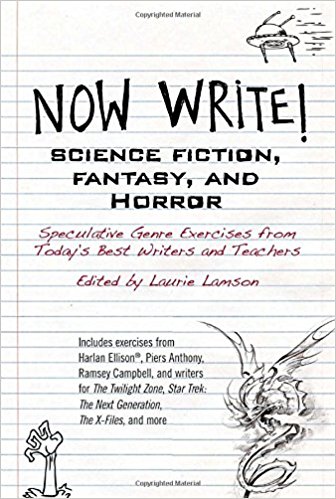 Copyrighted Material
NOW WRITE!
SCIENCE FICTION,
FANTASY, AND
HORROR
Speculative Genre Exercises from
Today's Best Writers and Teachers
Edited by Laurie Lamson
Includes exercises from
Harlan Ellison®, Piers Anthony,
Ramsey Campbell, and writers
for The Twilight Zone, Star Trek:
The Next Generation,
The X-Files, and more
Copyrighted Material